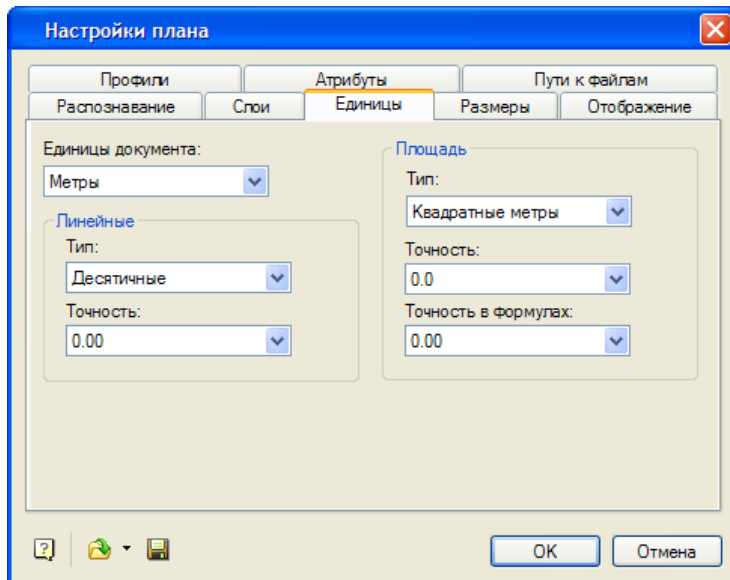 Настройки плана
Профили
Атрибуты
Пути к файлам
Распознавание
Слои
Единицы
Размеры
Отображение
Единицы документа:
Метры
Линейные
Тип:
Десятичные
Точность:
0.00
Площадь
Тип:
Квадратные метры
Точность:
0.0
Точность в формулах:
0.00
?
OK
Отмена